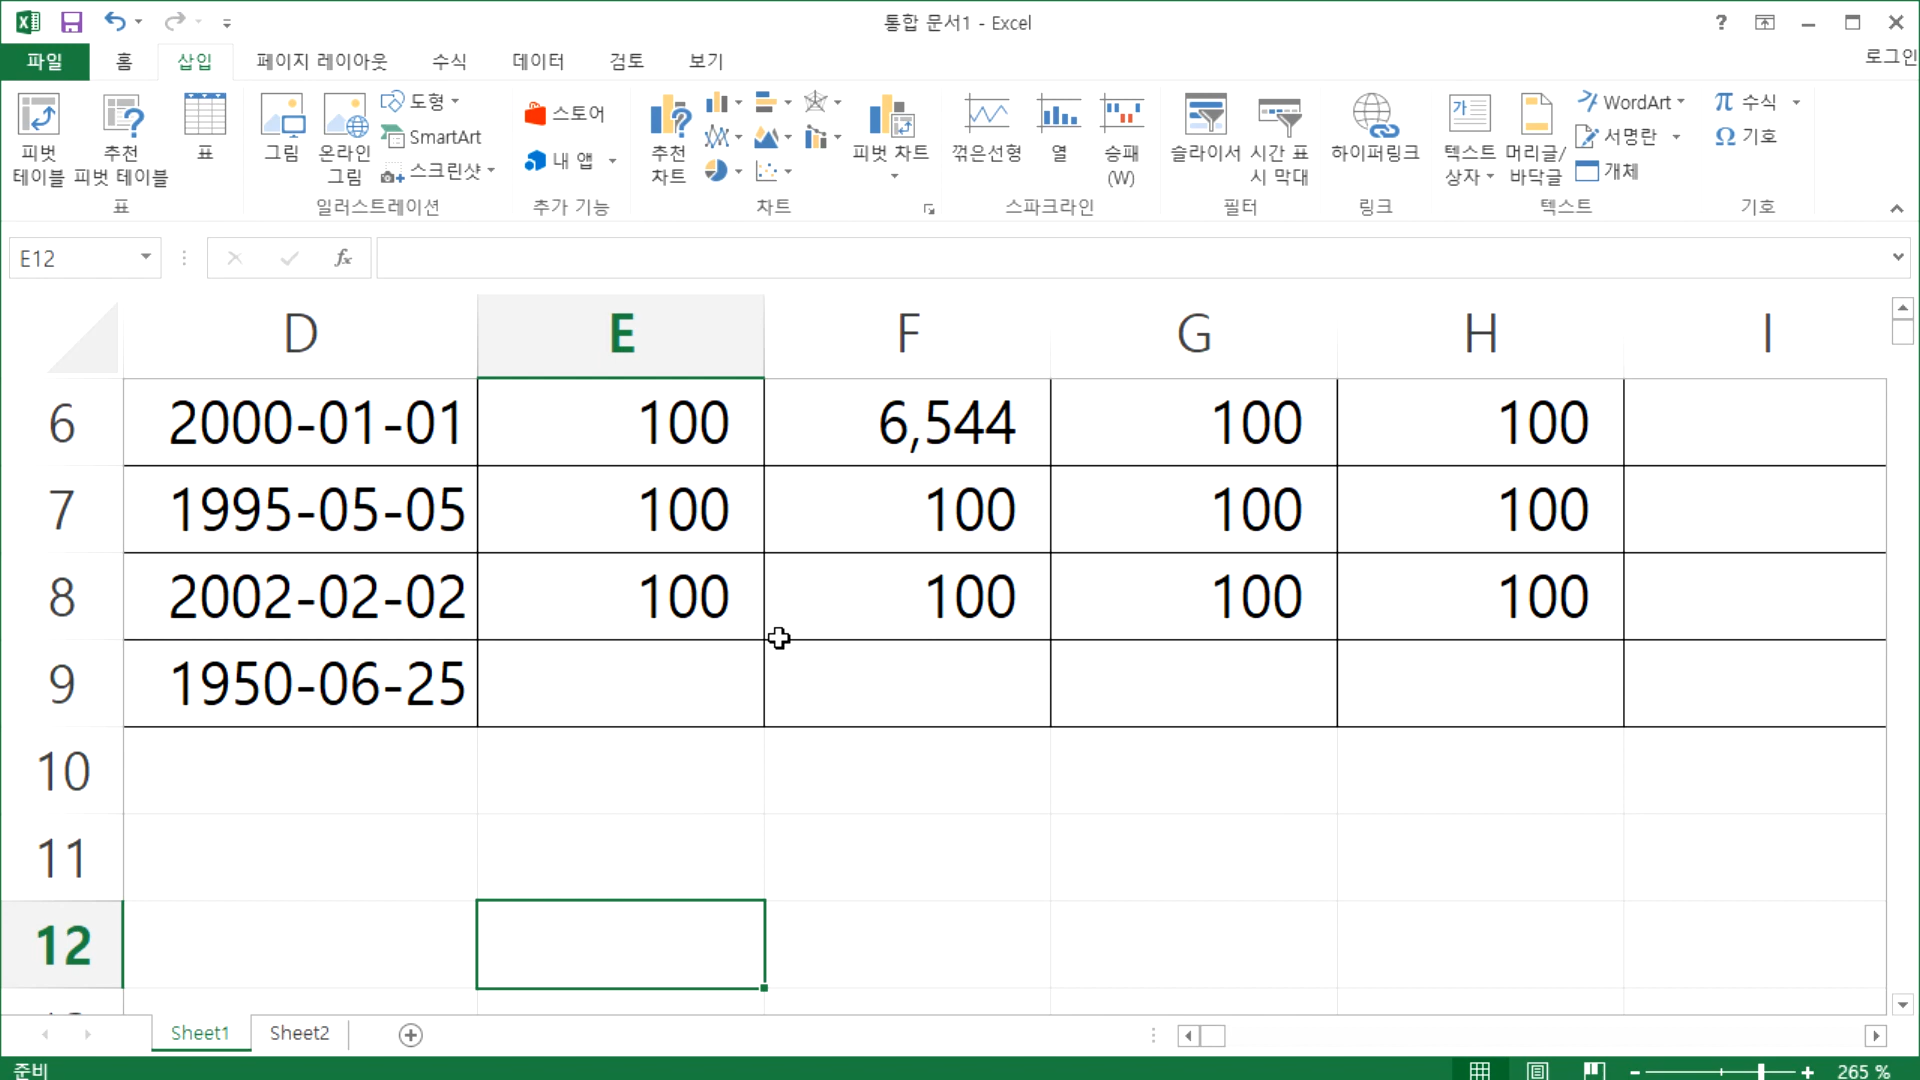 통합 문서1 - Excel
?
로그인
파일 홈 삽입 페이지 레이아웃 수식 데이터 검토 보기
피벗 테이블
추천 피벗 테이블
표
표
그림
온라인 그림
도형
SmartArt
스크린샷
일러스트레이션
스토어
내 앱
추가 기능
추천 차트
피벗 차트
차트
꺾은선형
열
승패 (W)
스파크라인
슬라이서
시간 표시 막대
필터
하이퍼링크
링크
텍스트 상자
머리글/바닥글
WordArt
서명란
개체
텍스트
π 수식
Ω 기호
기호
E12
fx
D E F G H I
6 2000-01-01 100 6,544 100 100
7 1995-05-05 100 100 100 100
8 2002-02-02 100 100 100 100
9 1950-06-25
10
11
12
Sheet1 Sheet2
준비
265 %